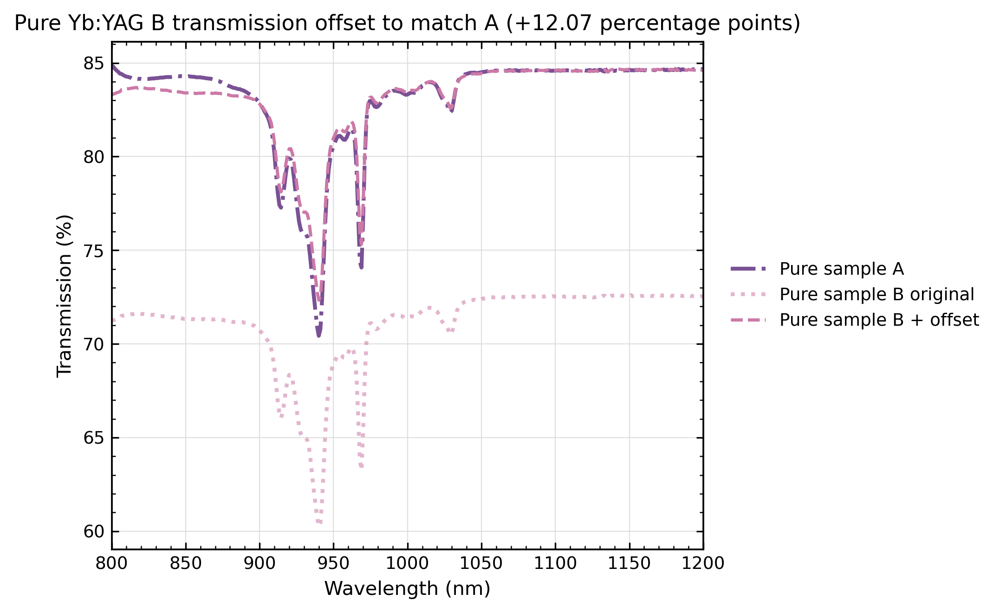 Pure Yb:YAG B transmission offset to match A (+12.07 percentage points)
85
80
75
70
65
60
Transmission (%)
800 850 900 950 1000 1050 1100 1150 1200
Wavelength (nm)
Pure sample A
Pure sample B original
Pure sample B + offset